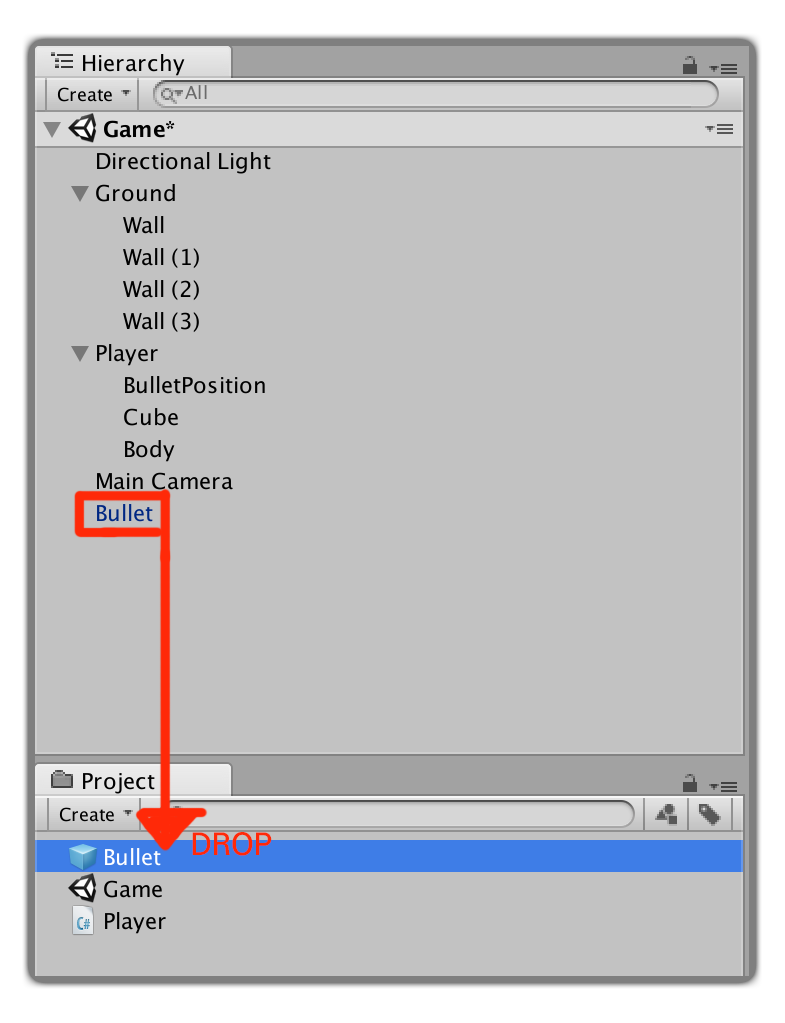 Hierarchy
Create All
Game*
Directional Light
Ground
Wall
Wall (1)
Wall (2)
Wall (3)
Player
BulletPosition
Cube
Body
Main Camera
Bullet
Project
Create
DROP
Bullet
Game
C# Player